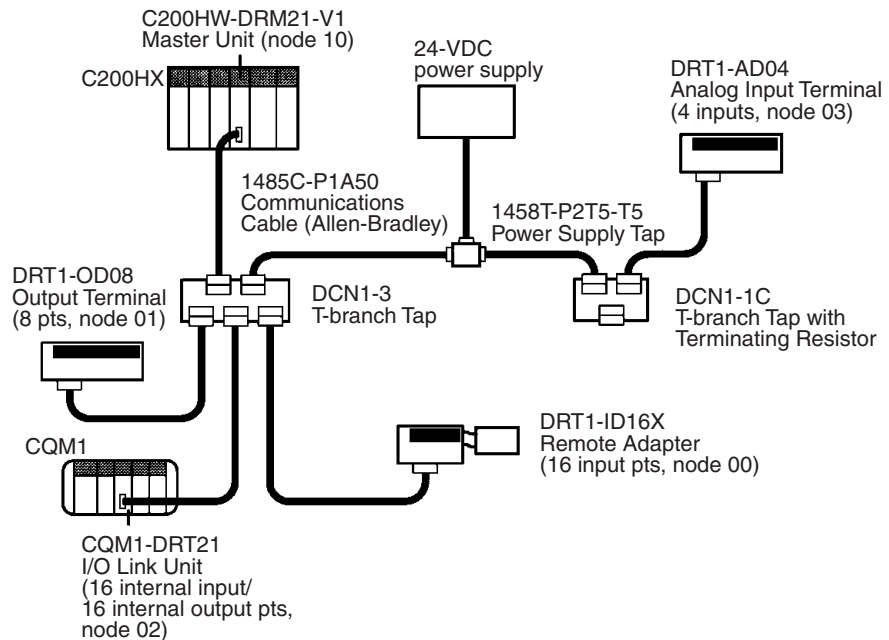 C200HW-DRM21-V1
Master Unit (node 10)
C200HX
24-VDC
power supply
DRT1-AD04
Analog Input Terminal
(4 inputs, node 03)
1485C-P1A50
Communications
Cable (Allen-Bradley)
1458T-P2T5-T5
Power Supply Tap
DRT1-OD08
Output Terminal
(8 pts, node 01)
DCN1-3
T-branch Tap
DCN1-1C
T-branch Tap with
Terminating Resistor
CQM1
DRT1-ID16X
Remote Adapter
(16 input pts, node 00)
CQM1-DRT21
I/O Link Unit
(16 internal input/
16 internal output pts,
node 02)